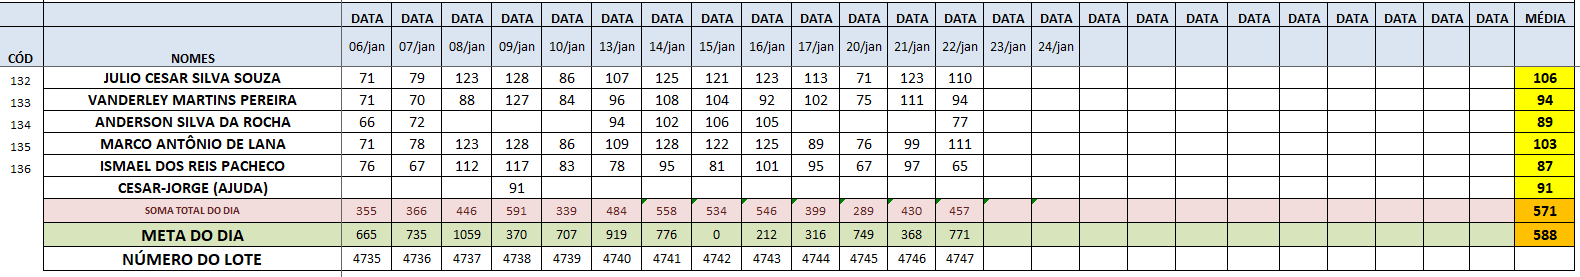 DATA DATA DATA DATA DATA DATA DATA DATA DATA DATA DATA DATA DATA DATA DATA DATA DATA DATA DATA DATA DATA DATA DATA DATA MÉDIA
CÓD NOMES 06/jan 07/jan 08/jan 09/jan 10/jan 13/jan 14/jan 15/jan 16/jan 17/jan 20/jan 21/jan 22/jan 23/jan 24/jan
132 JULIO CESAR SILVA SOUZA 71 79 123 128 86 107 125 121 123 113 71 123 110 106
133 VANDERLEY MARTINS PEREIRA 71 70 88 127 84 96 108 104 92 102 75 111 94 94
134 ANDERSON SILVA DA ROCHA 66 72 94 102 106 105 77 89
135 MARCO ANTÔNIO DE LANA 71 78 123 128 86 109 128 122 125 89 76 99 111 103
136 ISMAEL DOS REIS PACHECO 76 67 112 117 83 78 95 81 101 95 67 97 65 87
CESAR-JORGE (AJUDA) 91 91
SOMA TOTAL DO DIA 355 366 446 591 339 484 558 534 546 399 289 430 457 571
META DO DIA 665 735 1059 370 707 919 776 0 212 316 749 368 771 588
NÚMERO DO LOTE 4735 4736 4737 4738 4739 4740 4741 4742 4743 4744 4745 4746 4747